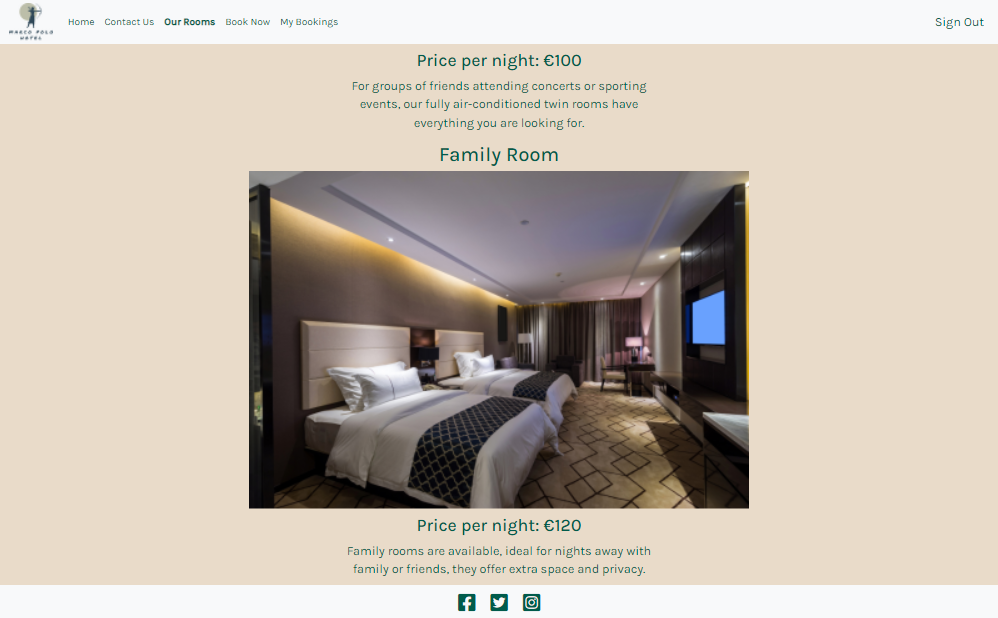 MARCO POLO
HOTEL
Home
Contact Us
Our Rooms
Book Now
My Bookings
Sign Out
Price per night: €100
For groups of friends attending concerts or sporting
events, our fully air-conditioned twin rooms have
everything you are looking for.
Family Room
Price per night: €120
Family rooms are available, ideal for nights away with
family or friends, they offer extra space and privacy.